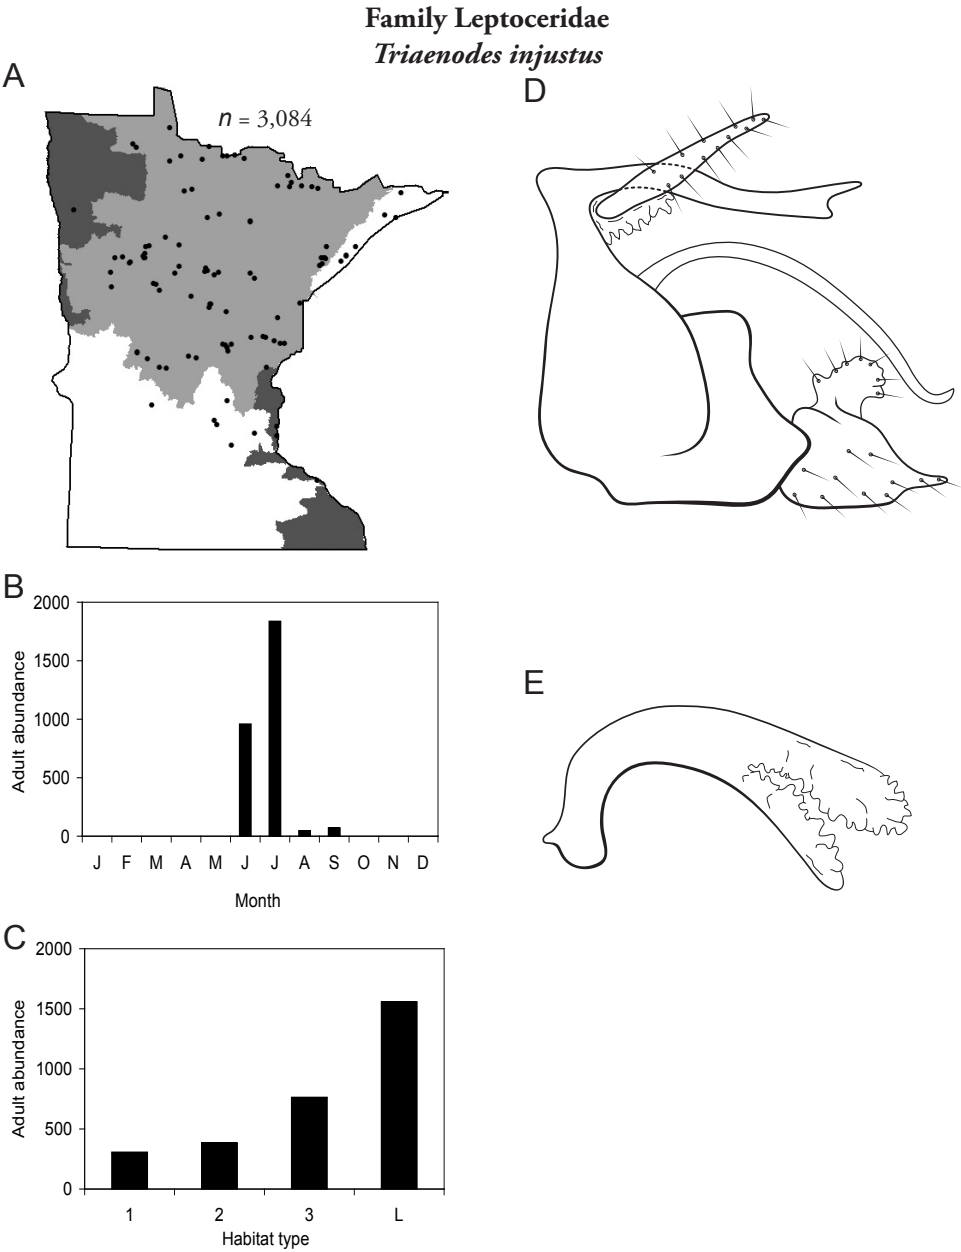 Family Leptoceridae
Triaenodes injustus
A
n = 3,084
B
2000
1500
1000
500
0
Adult abundance
J F M A M J J A S O N D
Month
C
2000
1500
1000
500
0
Adult abundance
1 2 3 L
Habitat type
D
E